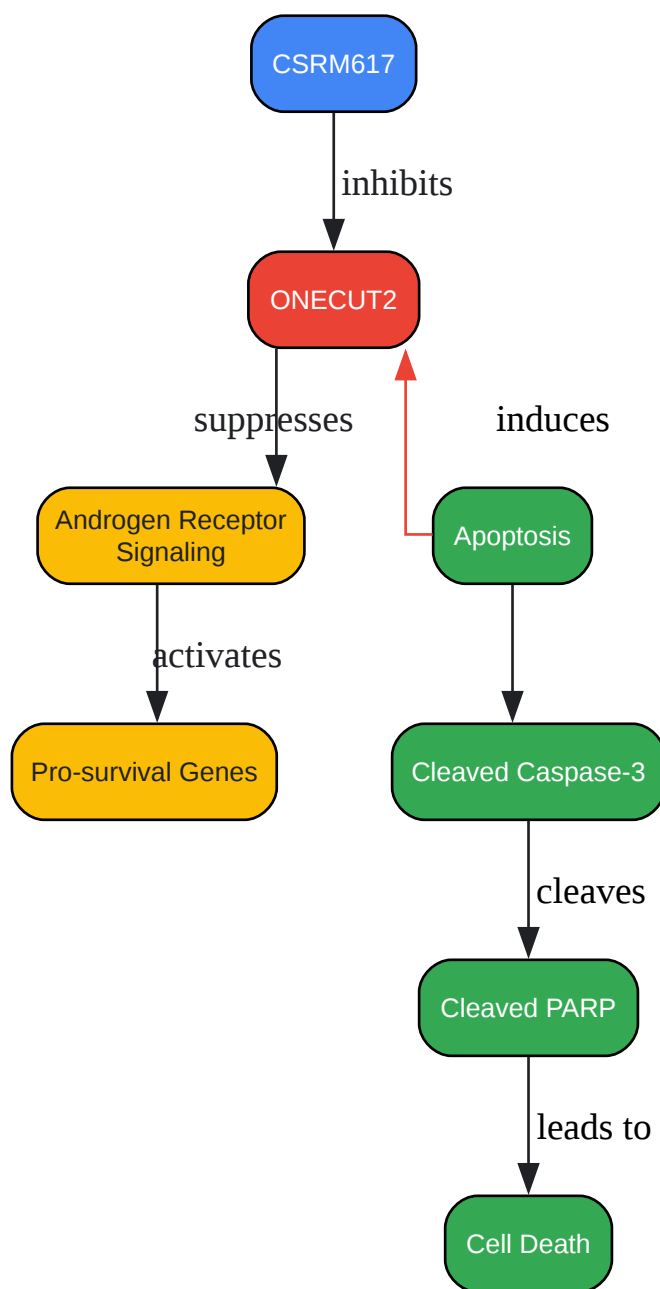 CSRM617
inhibits
ONECUT2
suppresses
induces
Androgen Receptor
Signaling
Apoptosis
activates
Pro-survival Genes
Cleaved Caspase-3
cleaves
Cleaved PARP
leads to
Cell Death